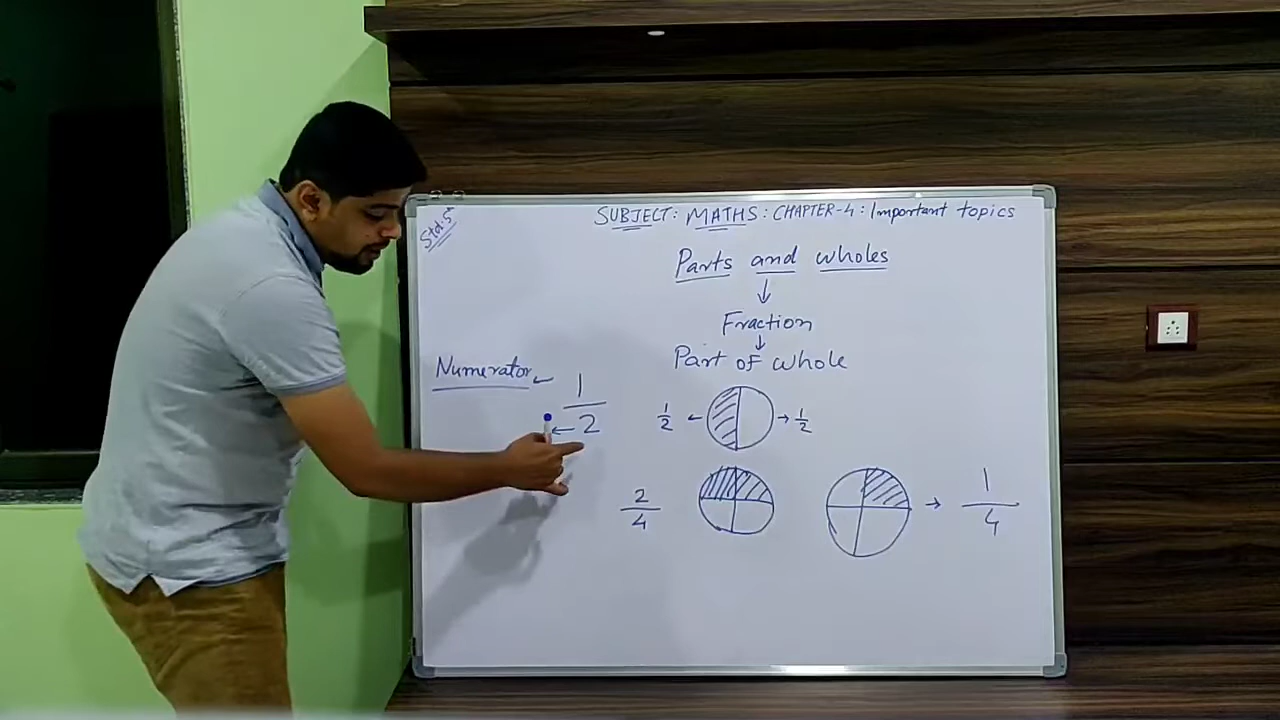 Std.5
SUBJECT: MATHS: CHAPTER-4: Important topics
Parts and wholes
↓
Fraction
↓
Part of whole
Numerator
1/2
←
1/2 ← → 1/2
2/4
→ 1/4